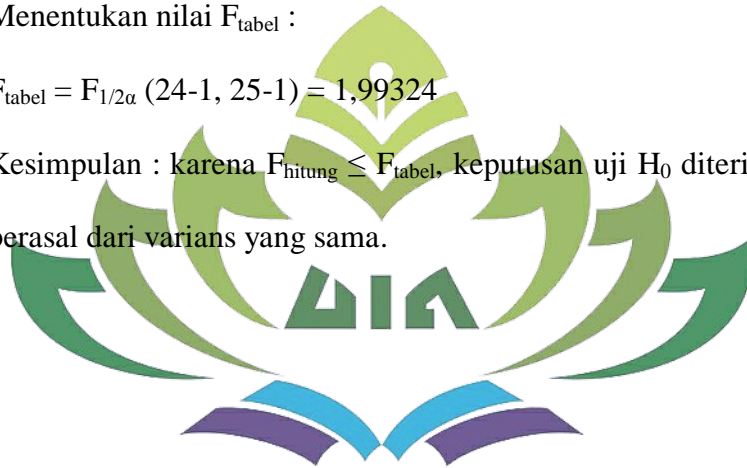 Menentukan nilai Ftabel :
Ftabel = F1/2α (24-1, 25-1) = 1,99324
Kesimpulan : karena Fhitung ≤ Ftabel, keputusan uji H0 diteri
berasal dari varians yang sama.
UIN